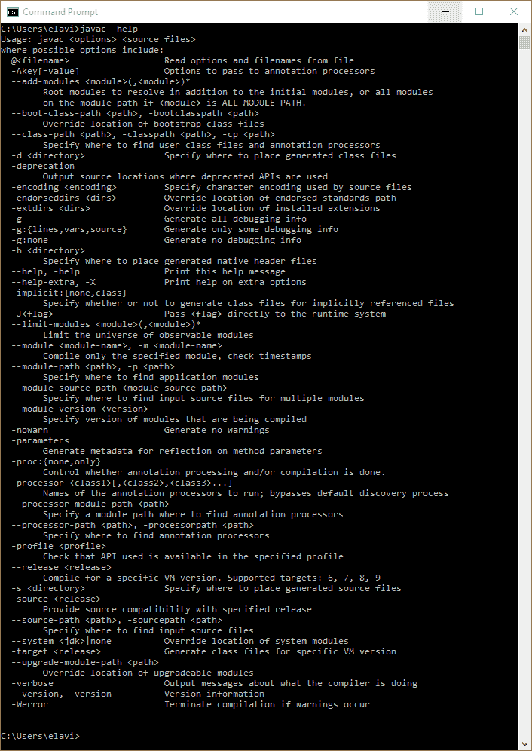 Command Prompt
C:\Users\elavi>javac -help
Usage: javac <options> <source files>
where possible options include:
@<filename> Read options and filenames from file
-Akey[=value] Options to pass to annotation processors
--add-modules <module>(,<module>)*
Root modules to resolve in addition to the initial modules, or all modules
on the module path if <module> is ALL-MODULE-PATH.
--boot-class-path <path>, -bootclasspath <path>
Override location of bootstrap class files
--class-path <path>, -classpath <path>, -cp <path>
Specify where to find user class files and annotation processors
-d <directory> Specify where to place generated class files
-deprecation
Output source locations where deprecated APIs are used
-encoding <encoding> Specify character encoding used by source files
-endorseddirs <dirs> Override location of endorsed standards path
-extdirs <dirs> Override location of installed extensions
-g Generate all debugging info
-g:{lines,vars,source} Generate only some debugging info
-g:none Generate no debugging info
-h <directory>
Specify where to place generated native header files
--help, -help Print this help message
--help-extra, -X Print help on extra options
-implicit:{none,class}
Specify whether or not to generate class files for implicitly referenced files
-J<flag> Pass <flag> directly to the runtime system
--limit-modules <module>(,<module>)*
Limit the universe of observable modules
--module <module-name>, -m <module-name>
Compile only the specified module, check timestamps
--module-path <path>, -p <path>
Specify where to find application modules
--module-source-path <module-source-path>
Specify where to find input source files for multiple modules
--module-version <version>
Specify version of modules that are being compiled
-nowarn Generate no warnings
-parameters
Generate metadata for reflection on method parameters
-proc:{none,only}
Control whether annotation processing and/or compilation is done.
-processor <class1>[,<class2>,<class3>...]
Names of the annotation processors to run; bypasses default discovery process
--processor-module-path <path>
Specify a module path where to find annotation processors
--processor-path <path>, -processorpath <path>
Specify where to find annotation processors
-profile <profile>
Check that API used is available in the specified profile
--release <release>
Compile for a specific VM version. Supported targets: 6, 7, 8, 9
-s <directory> Specify where to place generated source files
-source <release>
Provide source compatibility with specified release
--source-path <path>, -sourcepath <path>
Specify where to find input source files
--system <jdk>|none Override location of system modules
-target <release> Generate class files for specific VM version
--upgrade-module-path <path>
Override location of upgradeable modules
-verbose Output messages about what the compiler is doing
--version, -version Version information
-Werror Terminate compilation if warnings occur
C:\Users\elavi>